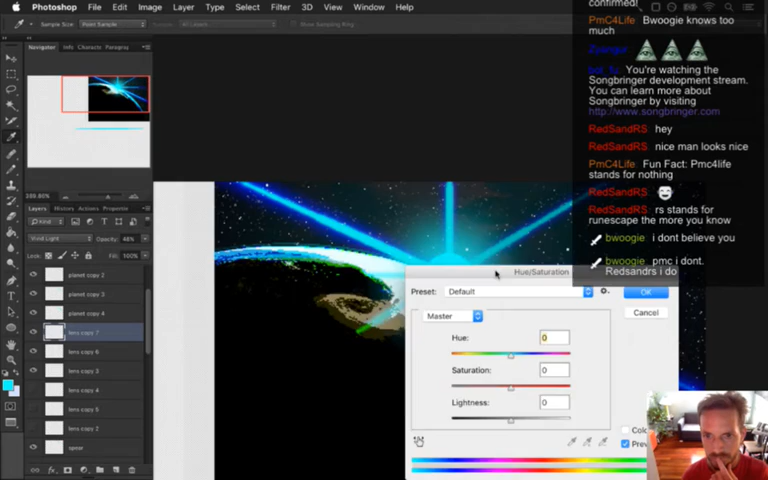 Photoshop File Edit Image Layer Type Select Filter 3D View Window Help
Sample Size: Point Sample
Navigator Info Characte Paragrap
confirmed!
PmC4Life Bwoogie knows too
much
You're watching the
Songbringer development stream.
You can learn more about
Songbringer by visiting
http://www.songbringer.com
RedSandRS hey
RedSandRS nice man looks nice
PmC4Life Fun Fact: Pmc4life
stands for nothing
RedSandRS
RedSandRS rs stands for
runescape the more you know
bwoogie i dont believe you
bwoogie pmc i dont.
Redsandrs i do
Layers History Actions Properties
Kind
Vivid Light Opacity: 48%
Lock: Fill: 100%
planet copy 2
planet copy 3
planet copy 4
lens copy 7
lens copy 6
lens copy 3
lens copy 4
lens copy 5
lens copy 2
Hue/Saturation
Preset: Default
OK
Master
Cancel
Hue: 0
Saturation: 0
Lightness: 0
Colo
Prev